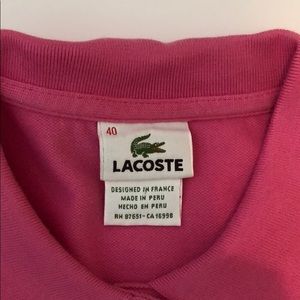 40
LACOSTE
DESIGNED IN FRANCE
MADE IN PERU
HECHO EN PERU
RN 87651-CA 16998